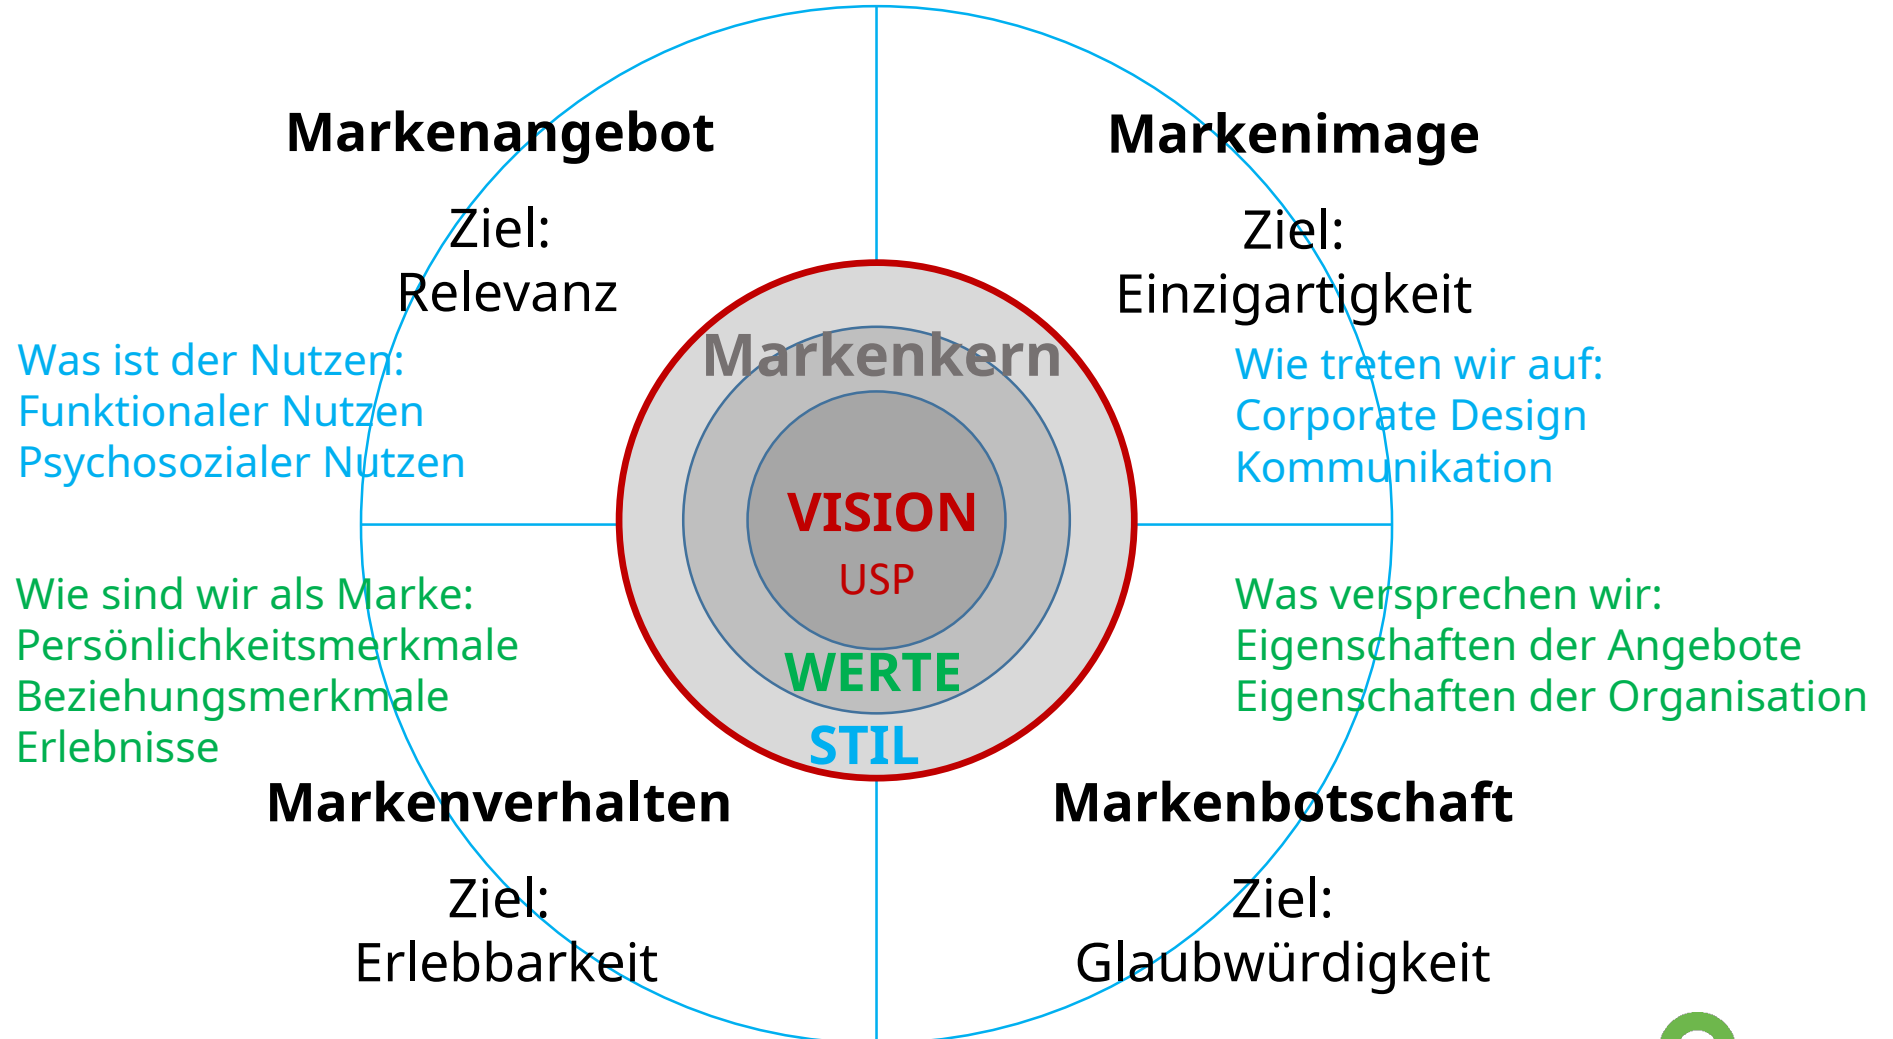 Markenangebot
Ziel:
Relevanz
Was ist der Nutzen:
Funktionaler Nutzen
Psychosozialer Nutzen
Markenimage
Ziel:
Einzigartigkeit
Wie treten wir auf:
Corporate Design
Kommunikation
Markenkern
VISION
USP
WERTE
STIL
Wie sind wir als Marke:
Persönlichkeitsmerkmale
Beziehungsmerkmale
Erlebnisse
Markenverhalten
Ziel:
Erlebbarkeit
Was versprechen wir:
Eigenschaften der Angebote
Eigenschaften der Organisation
Markenbotschaft
Ziel:
Glaubwürdigkeit